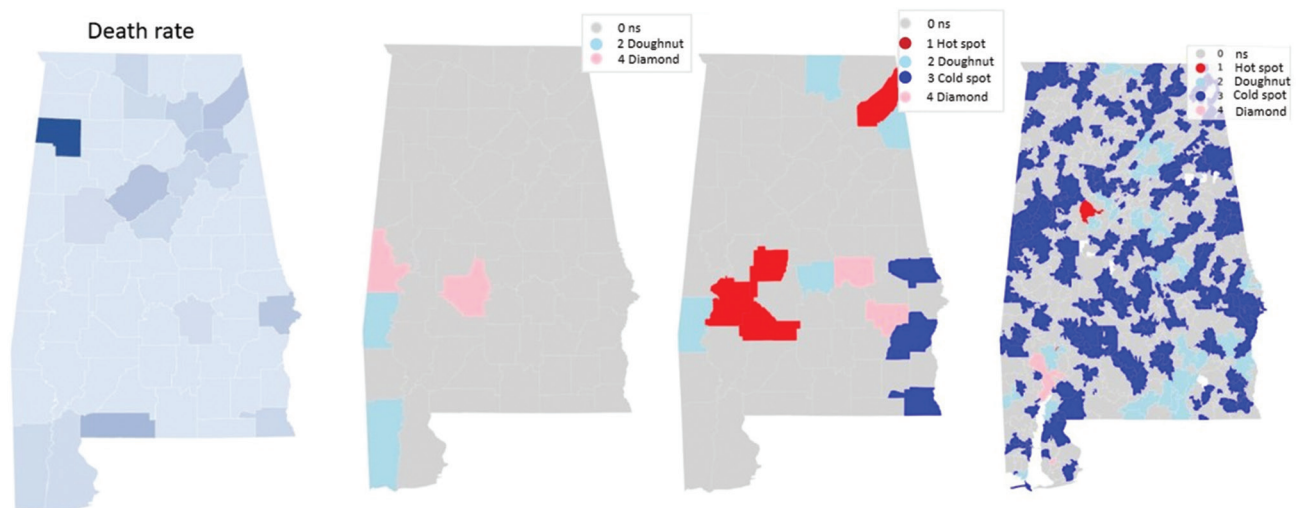 Death rate
0 ns
2 Doughnut
4 Diamond
0 ns
1 Hot spot
2 Doughnut
3 Cold spot
4 Diamond
0 ns
1 Hot spot
2 Doughnut
3 Cold spot
4 Diamond